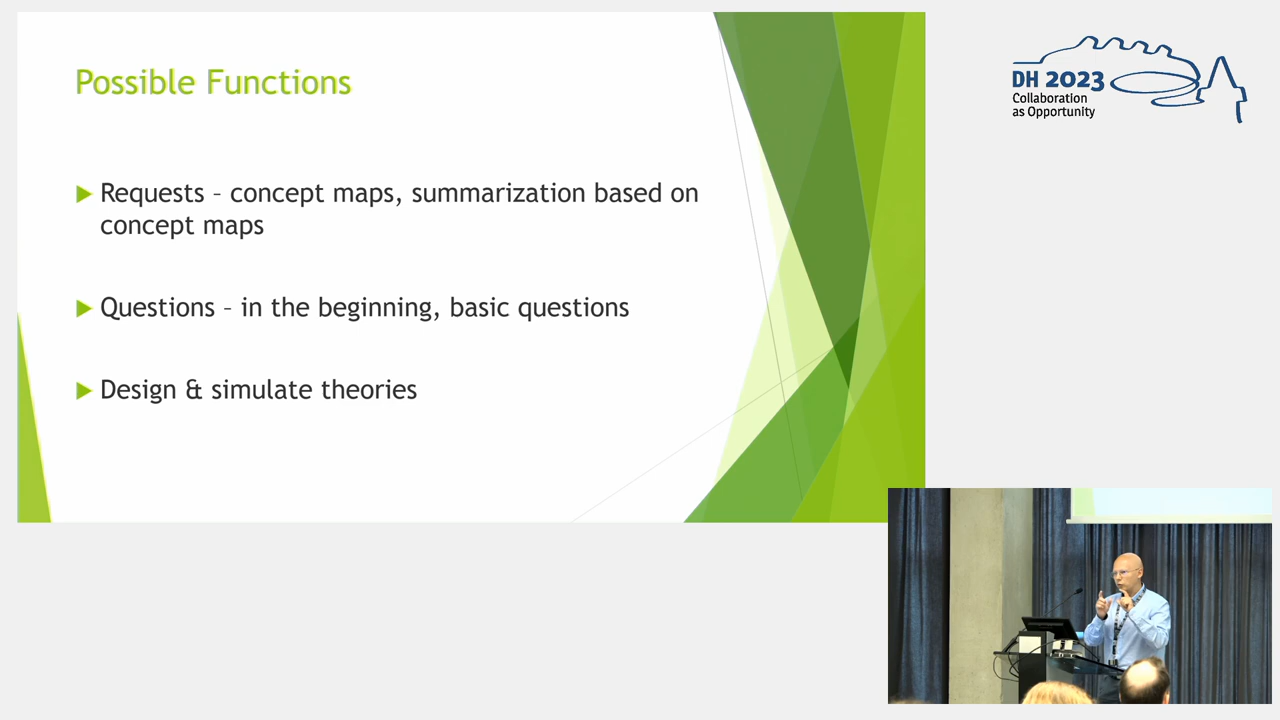 Possible Functions
Requests – concept maps, summarization based on
concept maps
Questions – in the beginning, basic questions
Design & simulate theories
DH 2023
Collaboration
as Opportunity